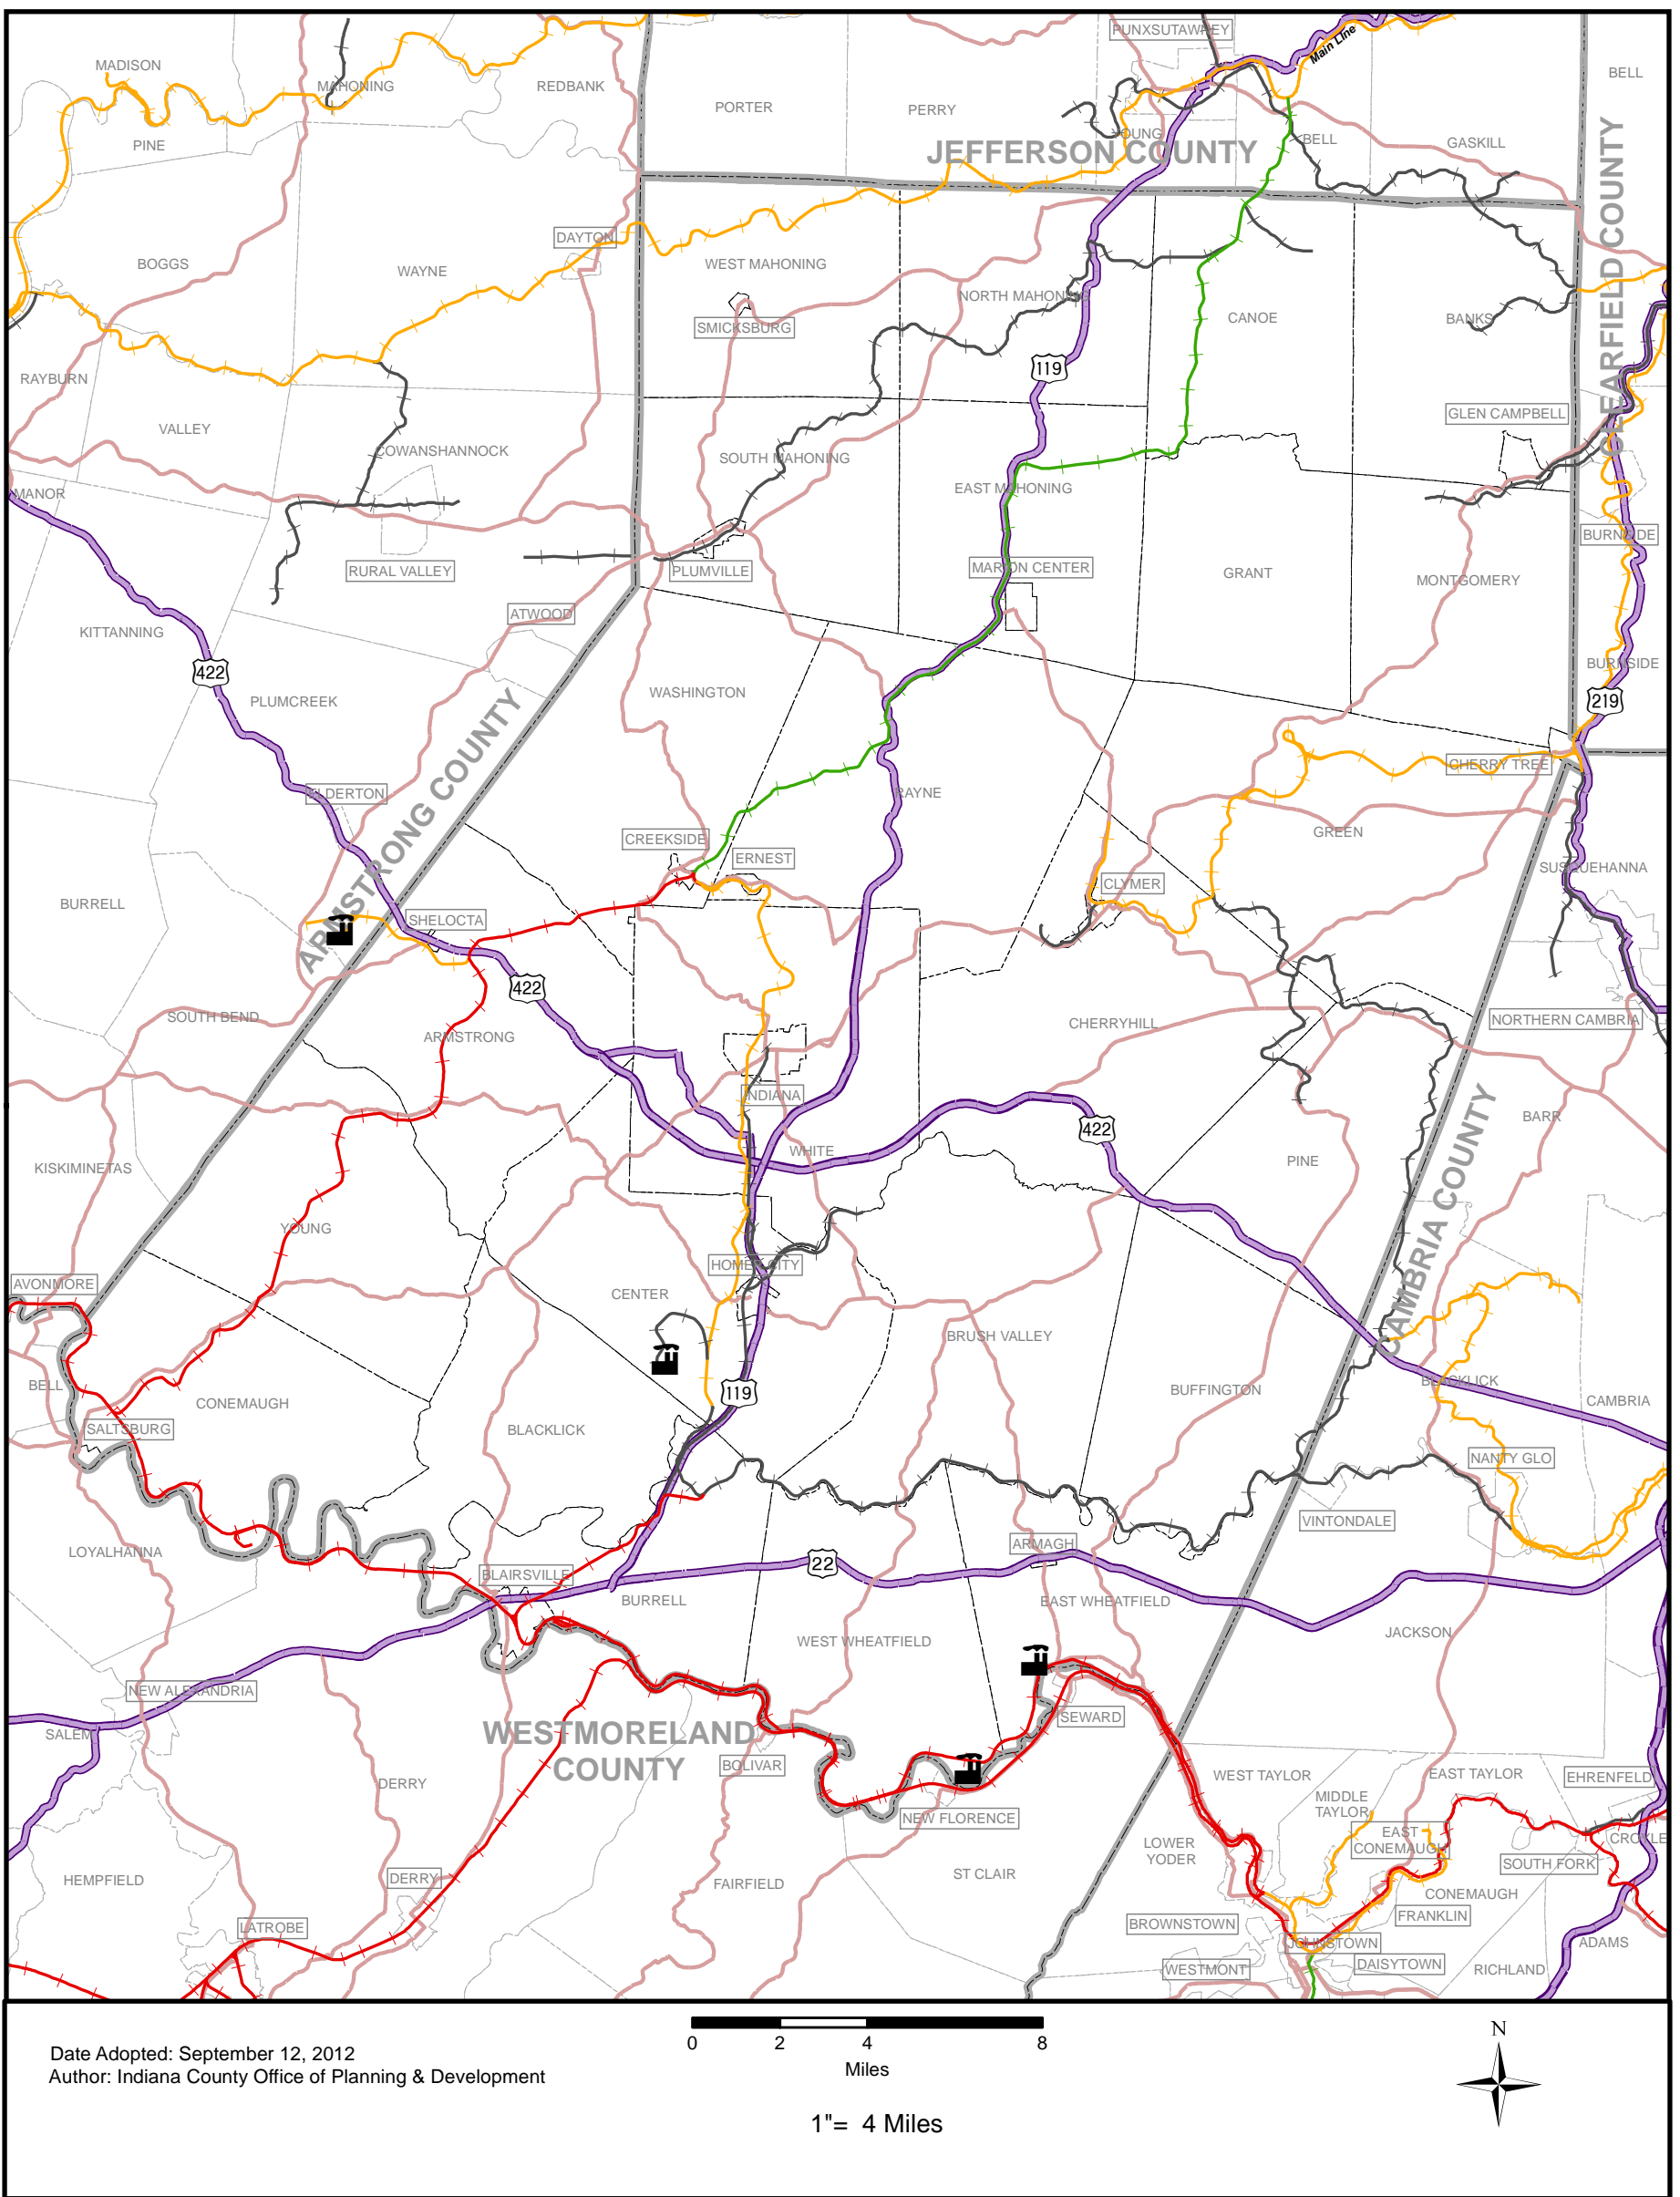 PUNXSUTAWNEY
Main Line
MADISON
BELL
MAHONING
REDBANK
PORTER
PERRY
YOUNG
BELL
GASKILL
PINE
JEFFERSON COUNTY
CLEARFIELD COUNTY
DAYTON
BOGGS
WAYNE
WEST MAHONING
NORTH MAHONING
SMICKSBURG
CANOE
BANKS
119
RAYBURN
VALLEY
GLEN CAMPBELL
COWANSHANNOCK
SOUTH MAHONING
EAST MAHONING
MANOR
BURNSIDE
RURAL VALLEY
PLUMVILLE
MARION CENTER
GRANT
MONTGOMERY
ATWOOD
KITTANNING
422
BURNSIDE
PLUMCREEK
WASHINGTON
219
ARMSTRONG COUNTY
CHERRY TREE
ELDERTON
RAYNE
GREEN
CREEKSIDE
ERNEST
SUSQUEHANNA
CLYMER
BURRELL
SHELOCTA
422
SOUTH BEND
ARMSTRONG
CHERRYHILL
NORTHERN CAMBRIA
INDIANA
422
BARR
WHITE
KISKIMINETAS
PINE
CAMBRIA COUNTY
YOUNG
AVONMORE
HOMER CITY
CENTER
BRUSH VALLEY
BELL
119
BUFFINGTON
BLACKLICK
CONEMAUGH
CAMBRIA
SALTSBURG
BLACKLICK
NANTY GLO
VINTONDALE
LOYALHANNA
ARMAGH
22
BLAIRSVILLE
BURRELL
EAST WHEATFIELD
JACKSON
WEST WHEATFIELD
NEW ALEXANDRIA
SEWARD
SALEM
WESTMORELAND
COUNTY
BOLIVAR
DERRY
WEST TAYLOR
EAST TAYLOR
EHRENFELD
MIDDLE
TAYLOR
NEW FLORENCE
EAST
CONEMAUGH
CROYLE
LOWER
YODER
SOUTH FORK
HEMPFIELD
DERRY
FAIRFIELD
ST CLAIR
CONEMAUGH
FRANKLIN
LATROBE
BROWNSTOWN
JOHNSTOWN
ADAMS
DAISYTOWN
WESTMONT
RICHLAND
Date Adopted: September 12, 2012
Author: Indiana County Office of Planning & Development
0 2 4 8
Miles
1"= 4 Miles
N